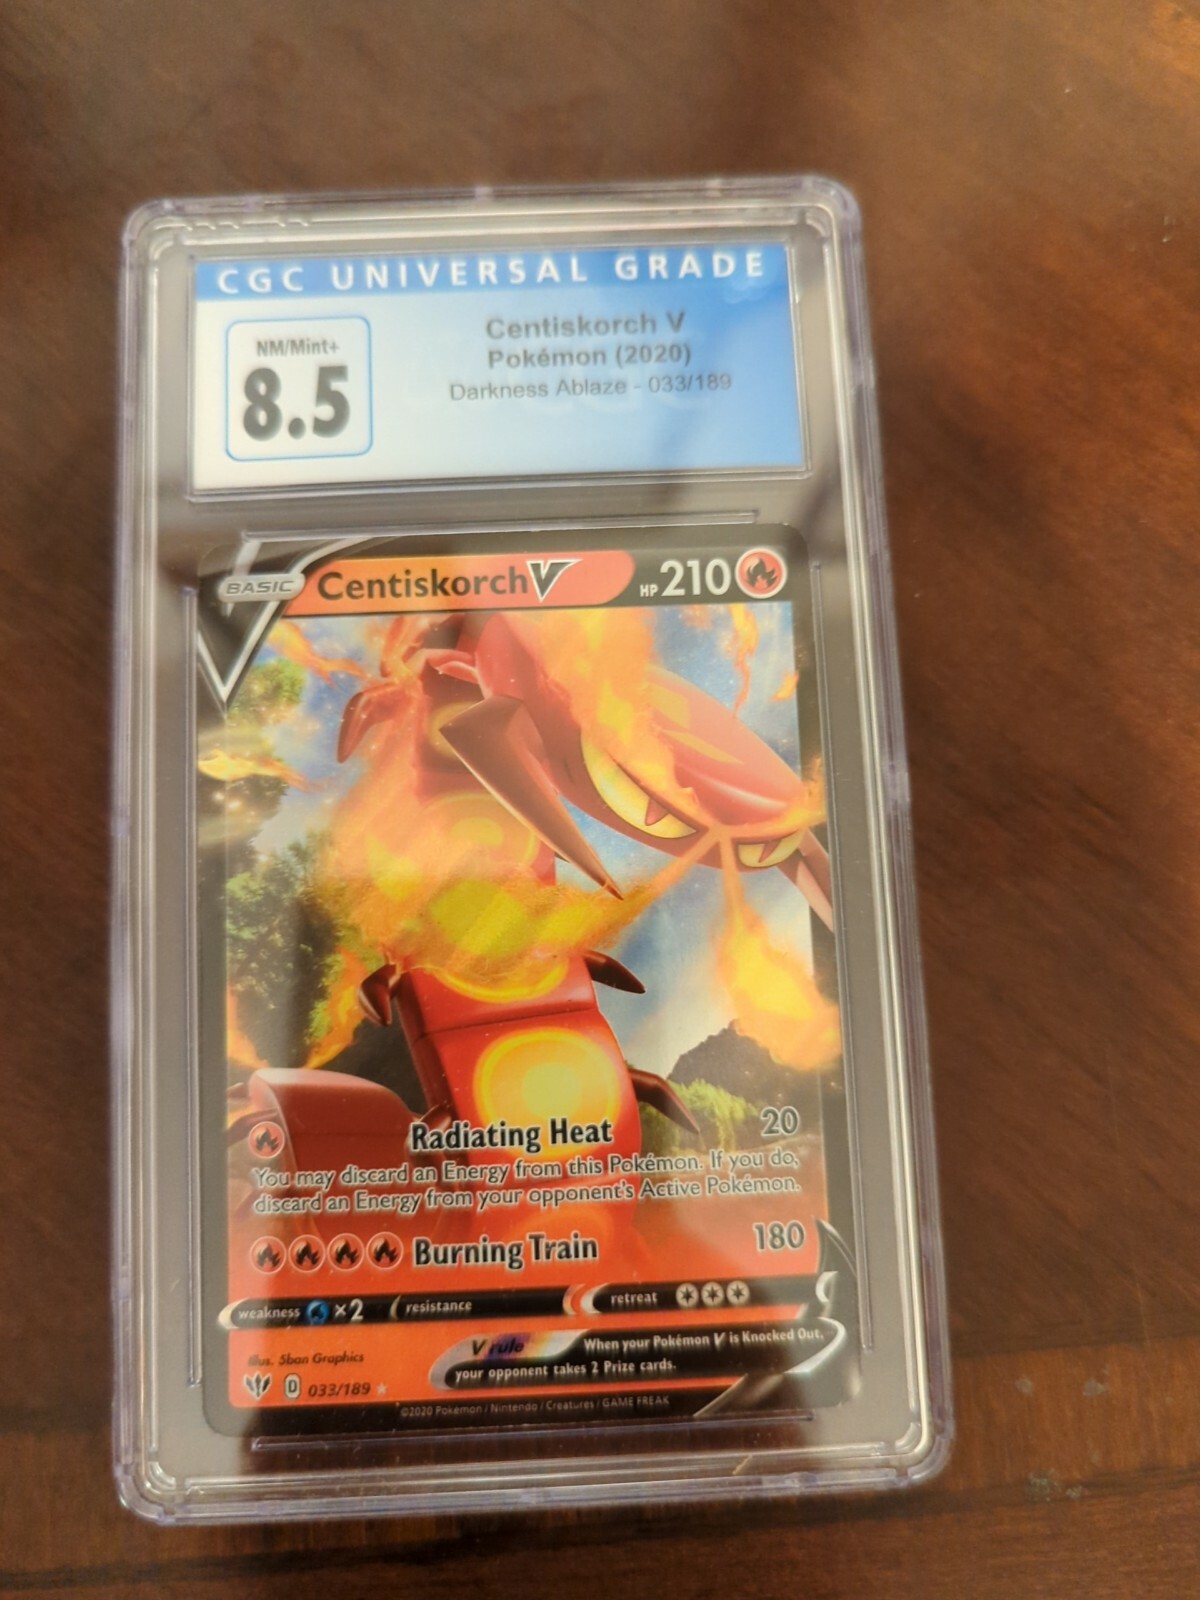 CGC UNIVERSAL GRADE
NM/Mint+
8.5
Centiskorch V
Pokémon (2020)
Darkness Ablaze - 033/189
BASIC
Centiskorch V
HP 210
Radiating Heat 20
You may discard an Energy from this Pokémon. If you do,
discard an Energy from your opponent's Active Pokémon.
Burning Train 180
weakness ×2 resistance retreat
V rule When your Pokémon V is Knocked Out,
your opponent takes 2 Prize cards.
Illus. 5ban Graphics
D 033/189
©2020 Pokémon / Nintendo / Creatures / GAME FREAK